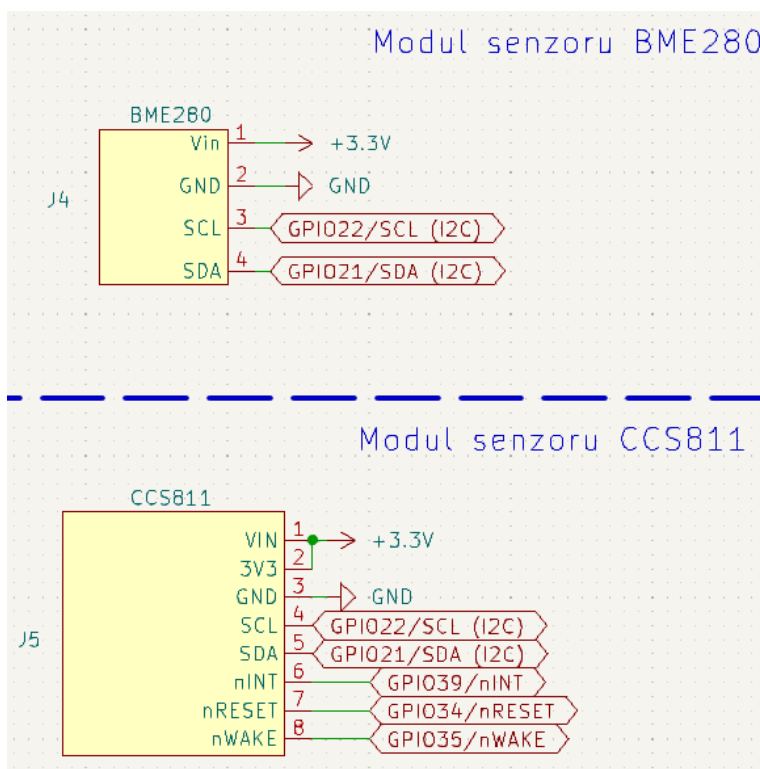 Modul senzoru BME280
BME280
Vin 1 +3.3V
GND 2 GND
J4
SCL 3 GPIO22/SCL (I2C)
SDA 4 GPIO21/SDA (I2C)
Modul senzoru CCS811
CCS811
VIN 1 +3.3V
3V3 2
GND 3 GND
SCL 4 GPIO22/SCL (I2C)
J5
SDA 5 GPIO21/SDA (I2C)
nINT 6 GPIO39/nINT
nRESET 7 GPIO34/nRESET
nWAKE 8 GPIO35/nWAKE